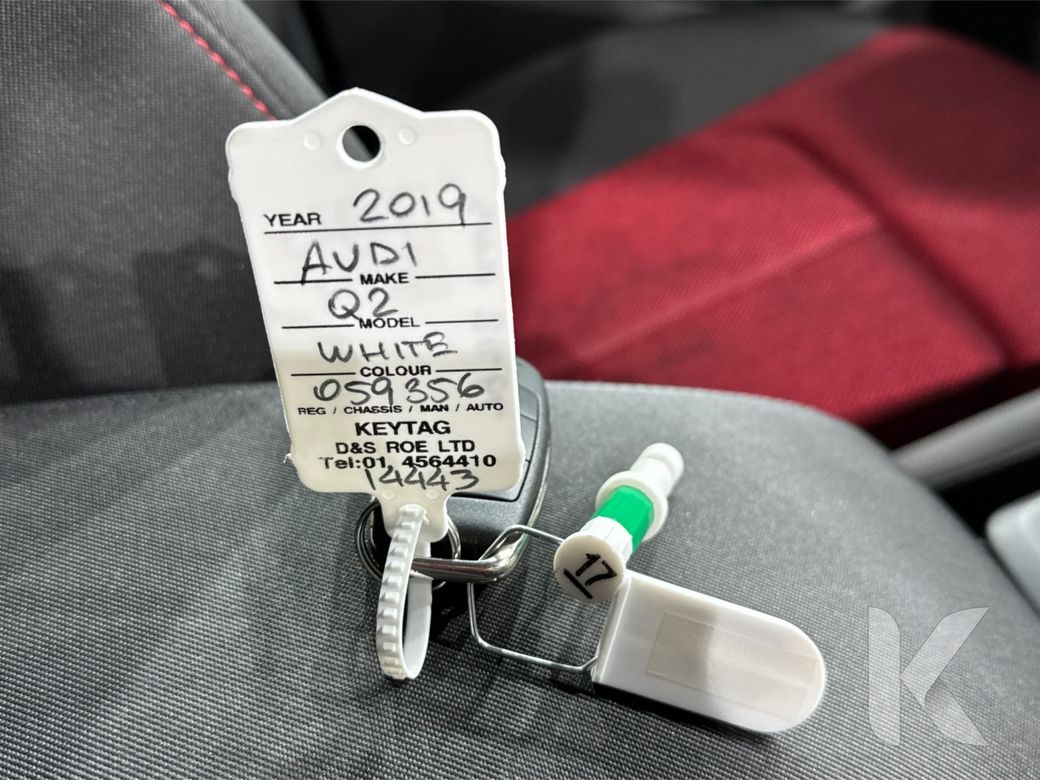 YEAR 2019
AUDI
MAKE
Q2
MODEL
WHITE
COLOUR
059356
REG / CHASSIS / MAN / AUTO
KEYTAG
D&S ROE LTD
Tel:01 4564410
14443
17
K